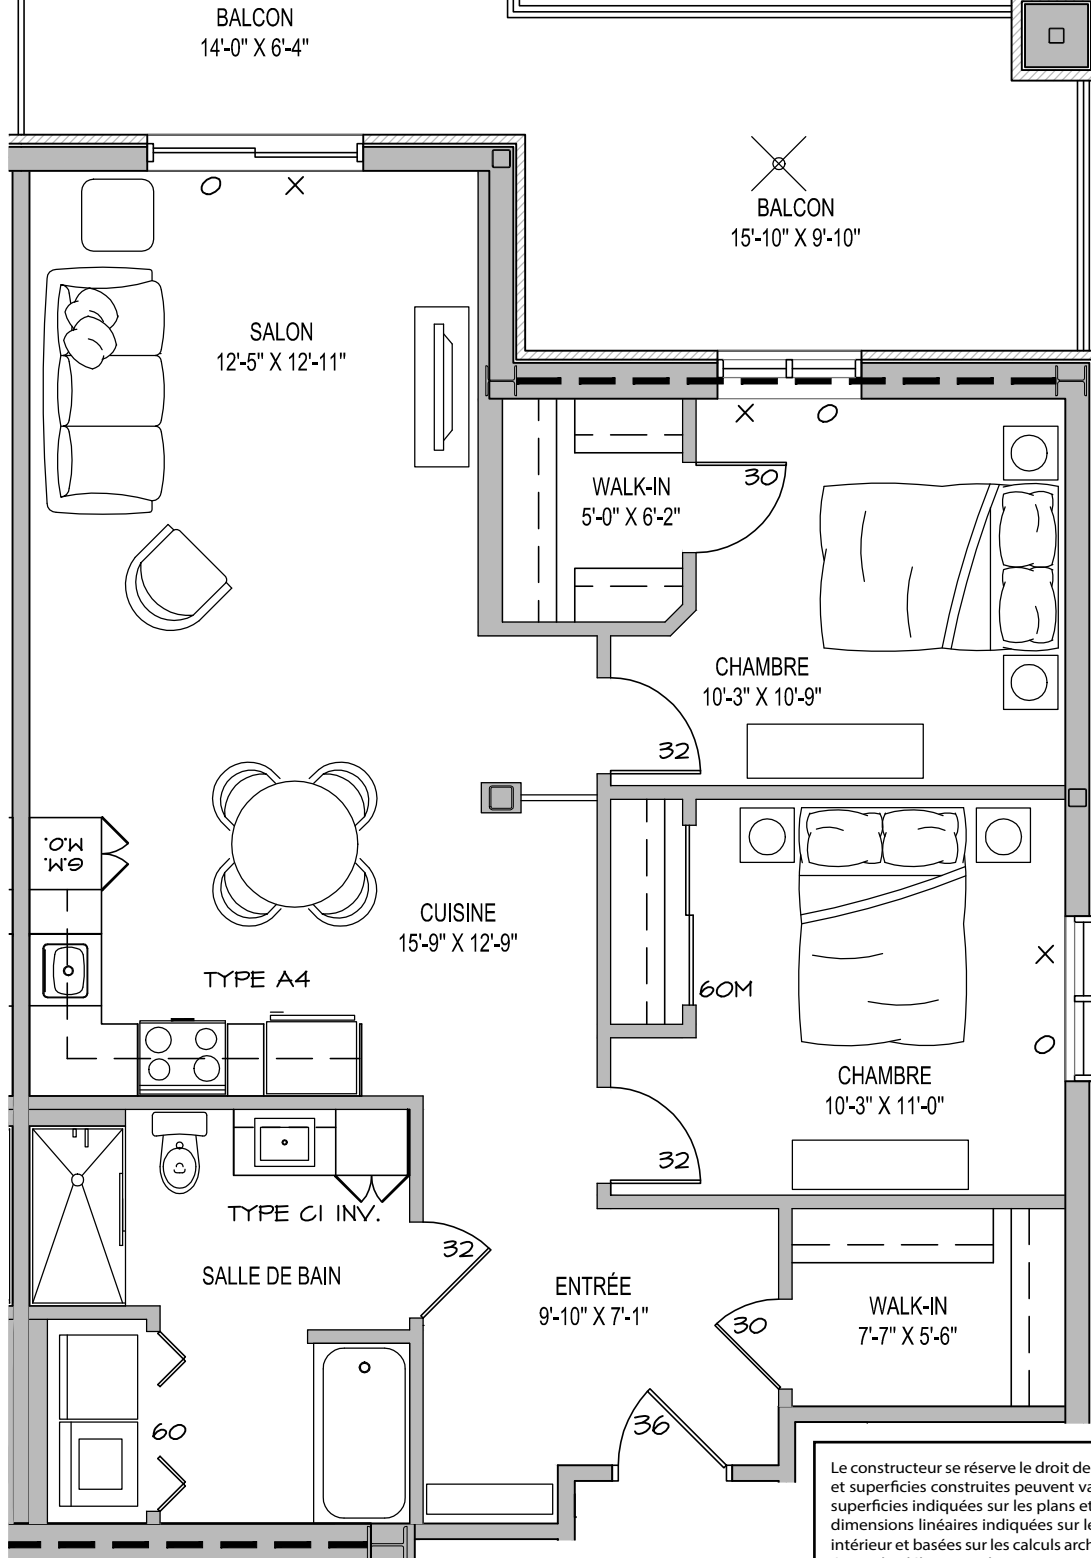 BALCON
14'-0" X 6'-4"
BALCON
15'-10" X 9'-10"
O
X
SALON
12'-5" X 12'-11"
X
O
WALK-IN
5'-0" X 6'-2"
30
CHAMBRE
10'-3" X 10'-9"
32
G.M.
M.O.
CUISINE
15'-9" X 12'-9"
TYPE A4
60M
X
O
CHAMBRE
10'-3" X 11'-0"
32
TYPE C1 INV.
32
SALLE DE BAIN
ENTRÉE
9'-10" X 7'-1"
30
WALK-IN
7'-7" X 5'-6"
60
36
Le constructeur se réserve le droit de
et superficies construites peuvent va
superficies indiquées sur les plans et
dimensions linéaires indiquées sur le
intérieur et basées sur les calculs arch